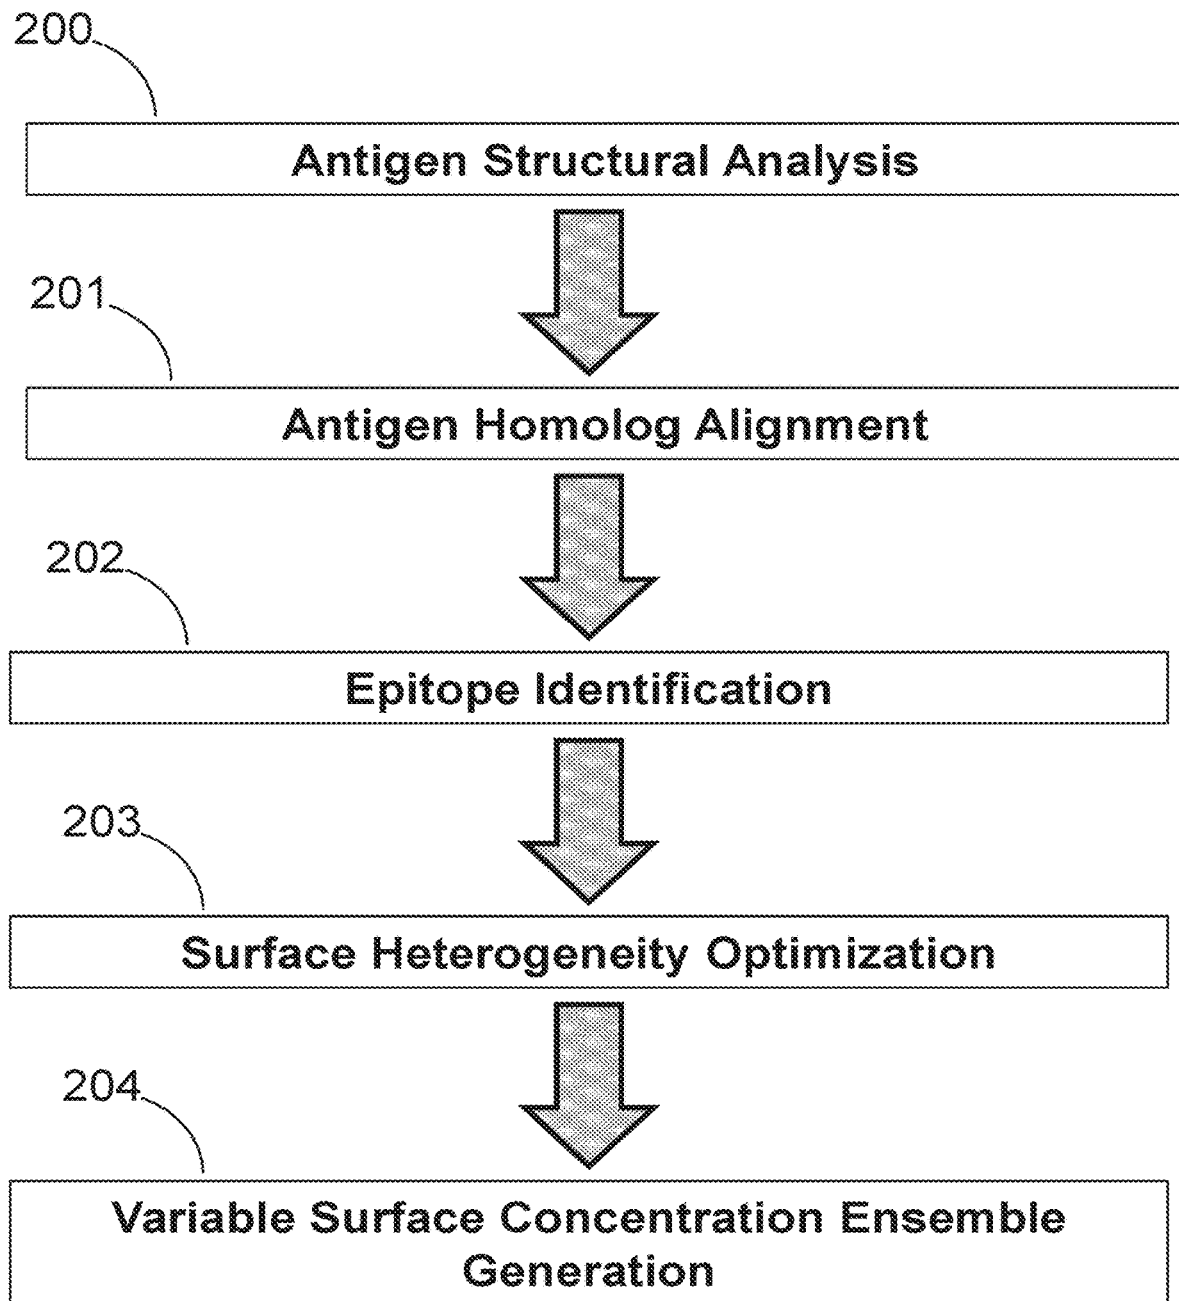 200
Antigen Structural Analysis
201
Antigen Homolog Alignment
202
Epitope Identification
203
Surface Heterogeneity Optimization
204
Variable Surface Concentration Ensemble
Generation